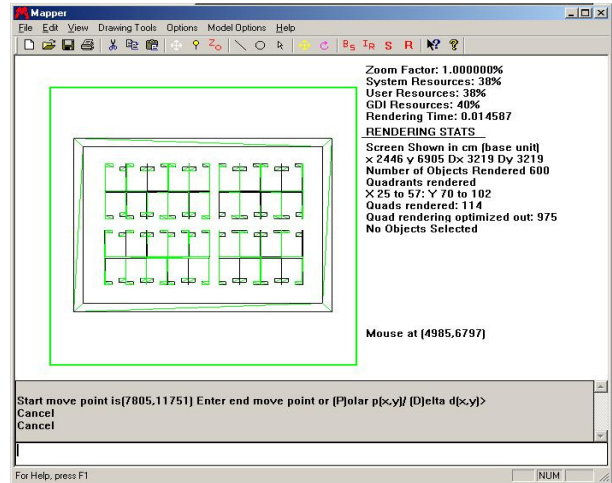 Mapper
File Edit View Drawing Tools Options Model Options Help
Zo Bs IR S R
Zoom Factor: 1.000000%
System Resources: 38%
User Resources: 38%
GDI Resources: 40%
Rendering Time: 0.014587
RENDERING STATS
Screen Shown in cm (base unit)
x 2446 y 6905 Dx 3219 Dy 3219
Number of Objects Rendered 600
Quadrants rendered
X 25 to 57: Y 70 to 102
Quads rendered: 114
Quad rendering optimized out: 975
No Objects Selected
Mouse at (4985,6797)
Start move point is(7805,11751) Enter end move point or (P)olar p(x,y)/ (D)elta d(x,y)>
Cancel
Cancel
For Help, press F1
NUM